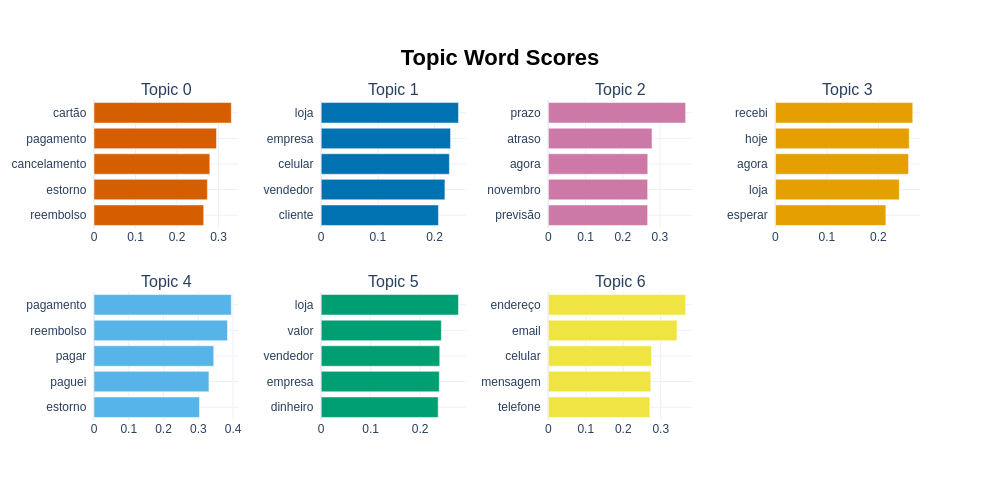 Topic Word Scores
Topic 0
cartão
pagamento
cancelamento
estorno
reembolso
0 0.1 0.2 0.3
Topic 1
loja
empresa
celular
vendedor
cliente
0 0.1 0.2
Topic 2
prazo
atraso
agora
novembro
previsão
0 0.1 0.2 0.3
Topic 3
recebi
hoje
agora
loja
esperar
0 0.1 0.2
Topic 4
pagamento
reembolso
pagar
paguei
estorno
0 0.1 0.2 0.3 0.4
Topic 5
loja
valor
vendedor
empresa
dinheiro
0 0.1 0.2
Topic 6
endereço
email
celular
mensagem
telefone
0 0.1 0.2 0.3